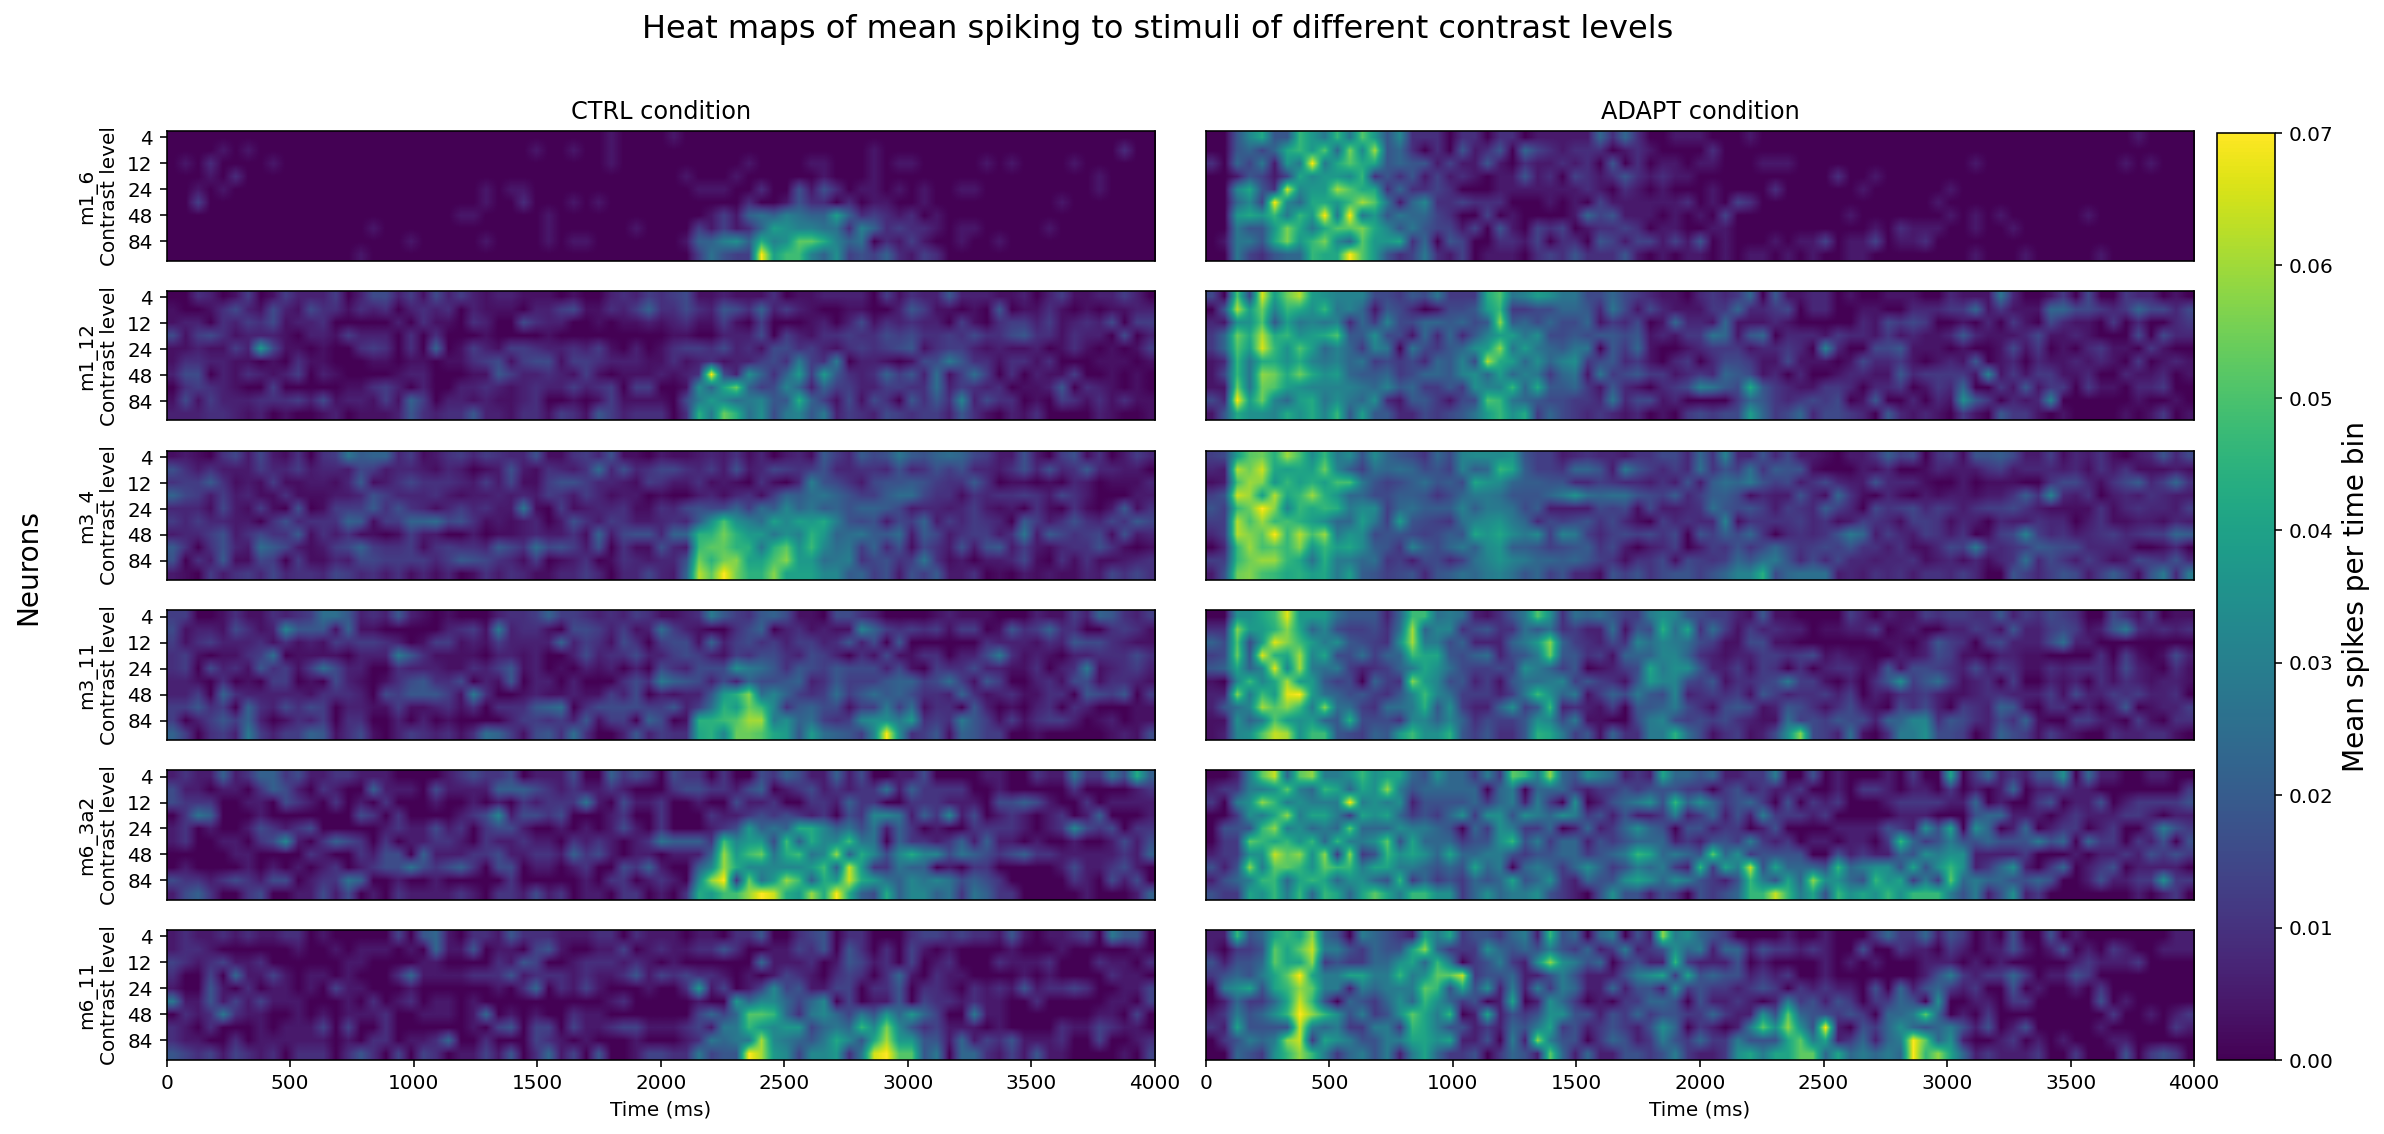 Heat maps of mean spiking to stimuli of different contrast levels
CTRL condition
ADAPT condition
Neurons
m1_6
Contrast level
4
12
24
48
84
m1_12
Contrast level
4
12
24
48
84
m3_4
Contrast level
4
12
24
48
84
m3_11
Contrast level
4
12
24
48
84
m6_3a2
Contrast level
4
12
24
48
84
m6_11
Contrast level
4
12
24
48
84
0 500 1000 1500 2000 2500 3000 3500 4000
Time (ms)
0 500 1000 1500 2000 2500 3000 3500 4000
Time (ms)
0.07
0.06
0.05
0.04
0.03
0.02
0.01
0.00
Mean spikes per time bin